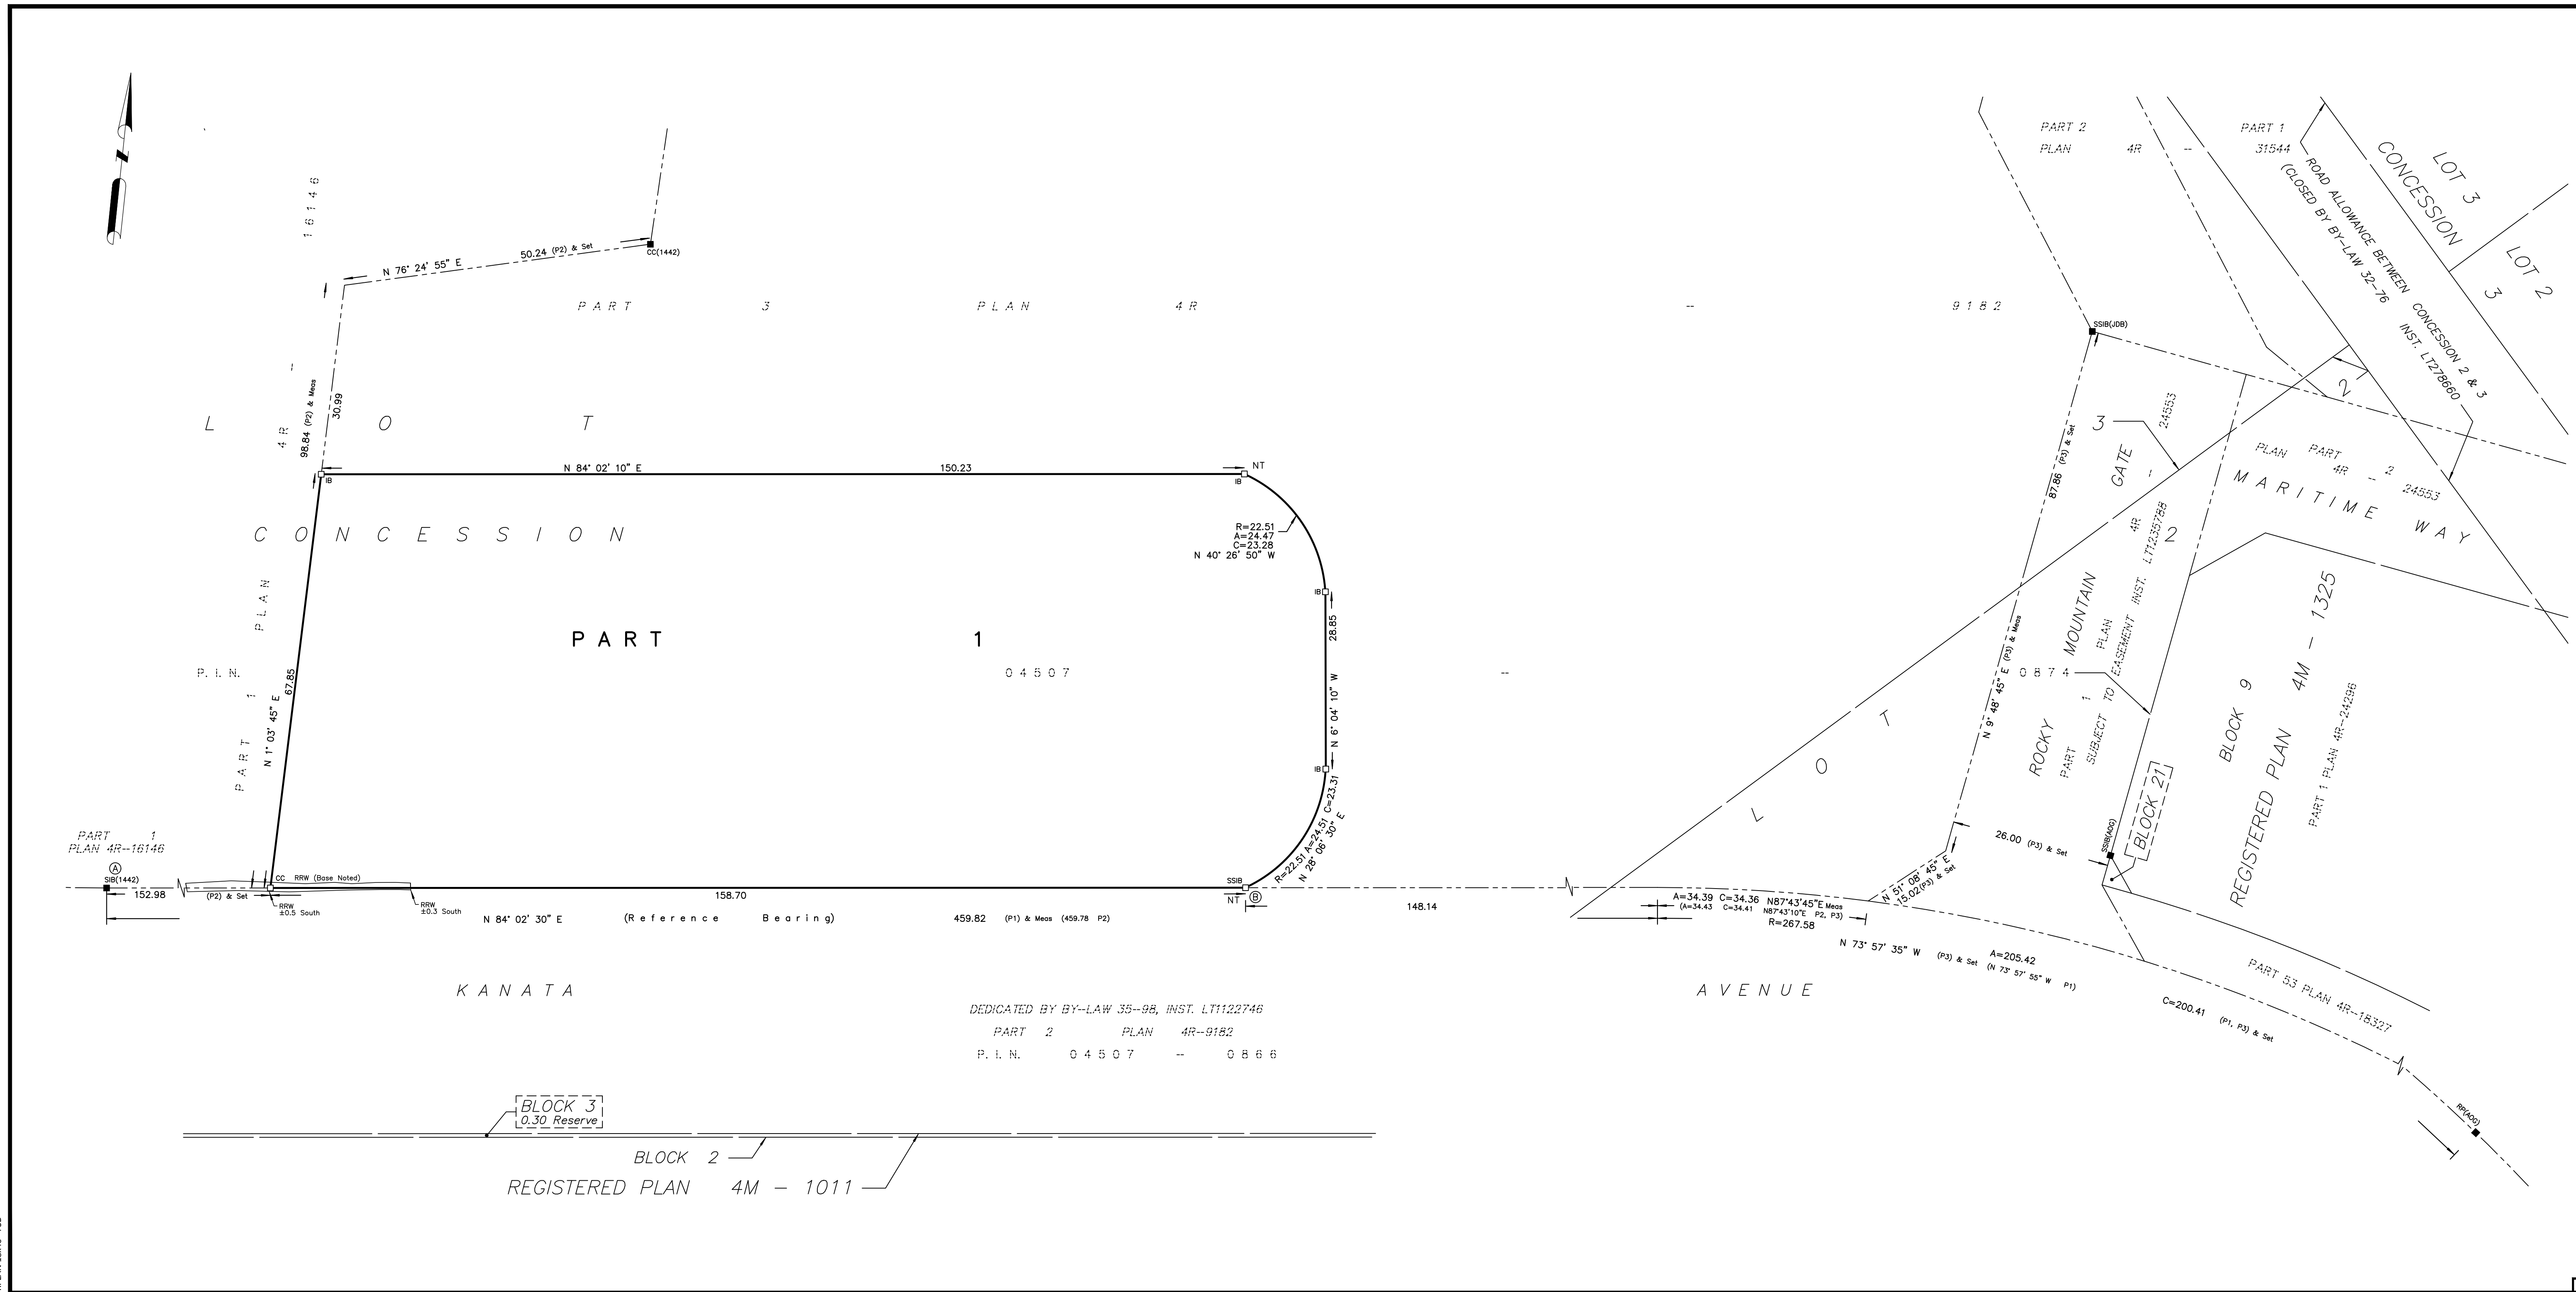 PART 2
PLAN 4R -- 31544
PART 1
LOT 3
CONCESSION
LOT 2
3
ROAD ALLOWANCE BETWEEN CONCESSION 2 & 3
(CLOSED BY BY-LAW 32-76 INST. LT278660
16146
4R --
N 76° 24' 55" E
50.24 (P2) & Set
CC(1442)
PART 3 PLAN 4R -- 9182
SSIB(JDB)
98.84 (P2) & Meas
30.99
LOT
2
3
24553
87.86 (P3) & Set
PLAN PART
4R -- 2
24553
MARITIME WAY
IB
N 84° 02' 10" E
150.23
NT
IB
CONCESSION
2
R=22.51
A=24.47
C=23.28
N 40° 26' 50" W
IB
28.85
N 6° 04' 10" W
IB
PART 1
PART 1 PLAN
P.I.N. 04507 -- 0874
67.85
N 1° 03' 45" E
N 9° 48' 45" E (P3) & Meas
ROCKY MOUNTAIN GATE
PART 1 PLAN 4R --
SUBJECT TO EASEMENT INST. LT1235788
BLOCK 9
REGISTERED PLAN 4M - 1325
PART 1 PLAN 4R--24296
LOT
BLOCK 21
SSIB(AOG)
26.00 (P3) & Set
N 51° 08' 45" E
15.02 (P3) & Set
PART 1
PLAN 4R--16146
A
SIB(1442)
152.98
(P2) & Set
CC
RRW (Base Noted)
RRW
±0.5 South
RRW
±0.3 South
158.70
SSIB
NT
B
R=22.51 A=24.51 C=23.31
N 28° 06' 30" E
148.14
N 84° 02' 30" E (Reference Bearing) 459.82 (P1) & Meas (459.78 P2)
A=34.39 C=34.36 N87°43'45"E Meas
(A=34.43 C=34.41 N87°43'10"E P2, P3)
R=267.58
N 73° 57' 35" W (P3) & Set (N 73° 57' 55" W P1)
A=205.42
C=200.41 (P1, P3) & Set
PART 53 PLAN 4R--18327
RP(AOG)
KANATA AVENUE
DEDICATED BY BY--LAW 35--98, INST. LT1122746
PART 2 PLAN 4R--9182
P.I.N. 04507 -- 0866
BLOCK 3
0.30 Reserve
BLOCK 2
REGISTERED PLAN 4M - 1011